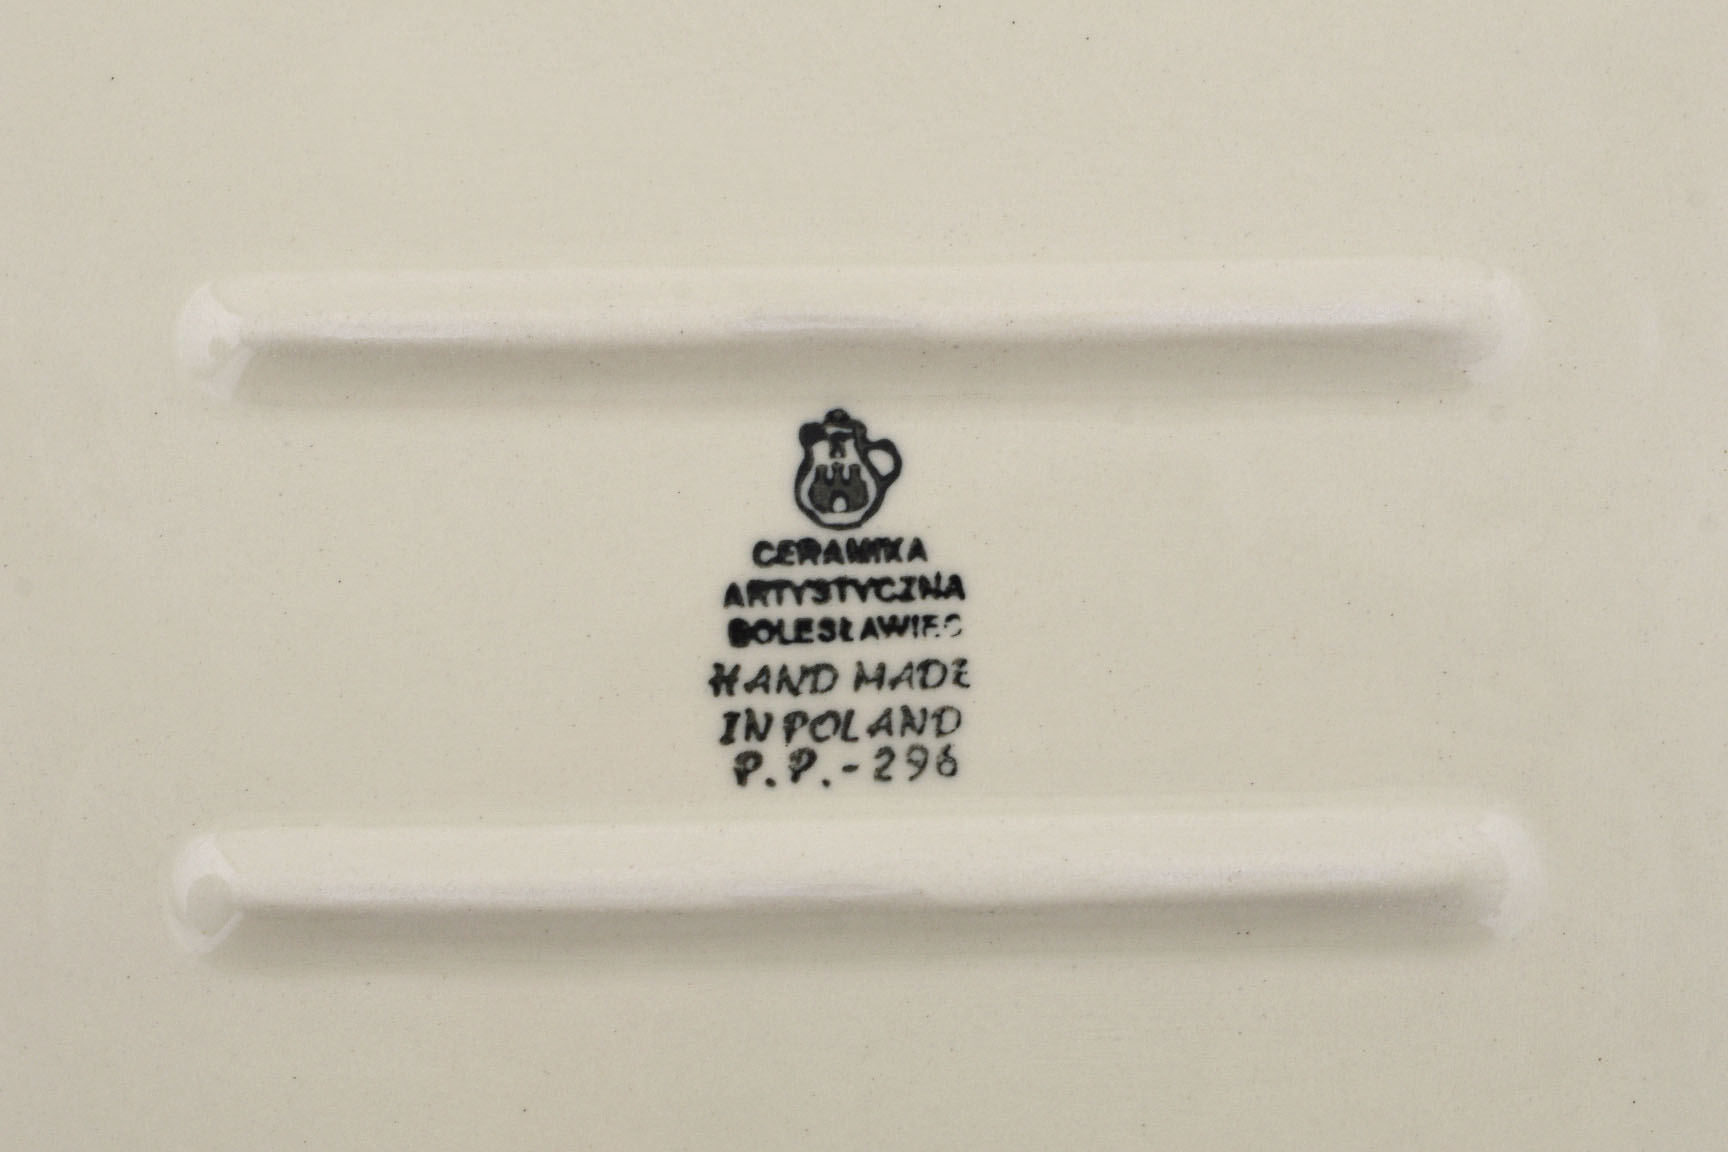 CERAMIKA
ARTYSTYCZNA
BOLESŁAWIEC
HAND MADE
IN POLAND
P.P.-296